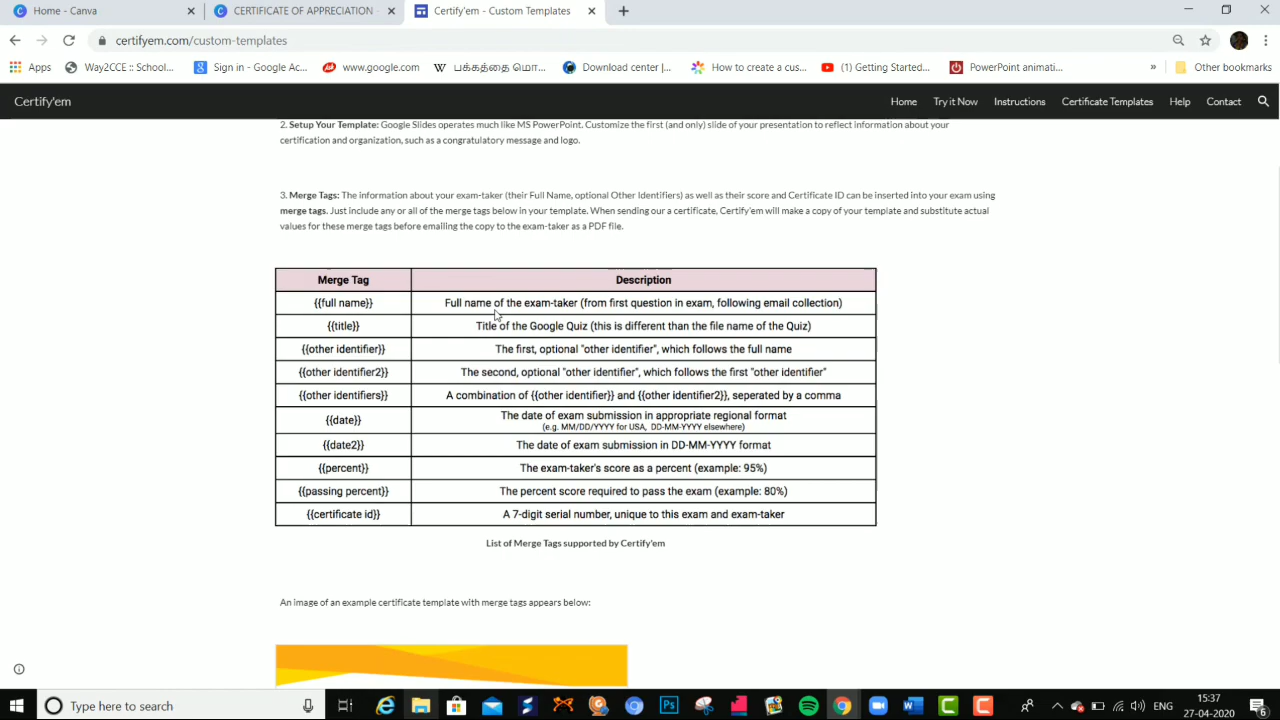 Home - Canva
CERTIFICATE OF APPRECIATION -
Certify'em - Custom Templates
certifyem.com/custom-templates
Apps
Way2CCE :: School...
Sign in - Google Ac...
www.google.com
பக்கத்தை மொ...
Download center |...
How to create a cus...
(1) Getting Started...
PowerPoint animati...
»
Other bookmarks
Certify'em
Home
Try it Now
Instructions
Certificate Templates
Help
Contact
2. Setup Your Template: Google Slides operates much like MS PowerPoint. Customize the first (and only) slide of your presentation to reflect information about your
certification and organization, such as a congratulatory message and logo.
3. Merge Tags: The information about your exam-taker (their Full Name, optional Other Identifiers) as well as their score and Certificate ID can be inserted into your exam using
merge tags. Just include any or all of the merge tags below in your template. When sending our a certificate, Certify'em will make a copy of your template and substitute actual
values for these merge tags before emailing the copy to the exam-taker as a PDF file.
Merge Tag Description
{{full name}} Full name of the exam-taker (from first question in exam, following email collection)
{{title}} Title of the Google Quiz (this is different than the file name of the Quiz)
{{other identifier}} The first, optional "other identifier", which follows the full name
{{other identifier2}} The second, optional "other identifier", which follows the first "other identifier"
{{other identifiers}} A combination of {{other identifier}} and {{other identifier2}}, seperated by a comma
{{date}} The date of exam submission in appropriate regional format
(e.g. MM/DD/YYYY for USA, DD-MM-YYYY elsewhere)
{{date2}} The date of exam submission in DD-MM-YYYY format
{{percent}} The exam-taker's score as a percent (example: 95%)
{{passing percent}} The percent score required to pass the exam (example: 80%)
{{certificate id}} A 7-digit serial number, unique to this exam and exam-taker
List of Merge Tags supported by Certify'em
An image of an example certificate template with merge tags appears below:
Type here to search
ENG
15:37
27-04-2020
6